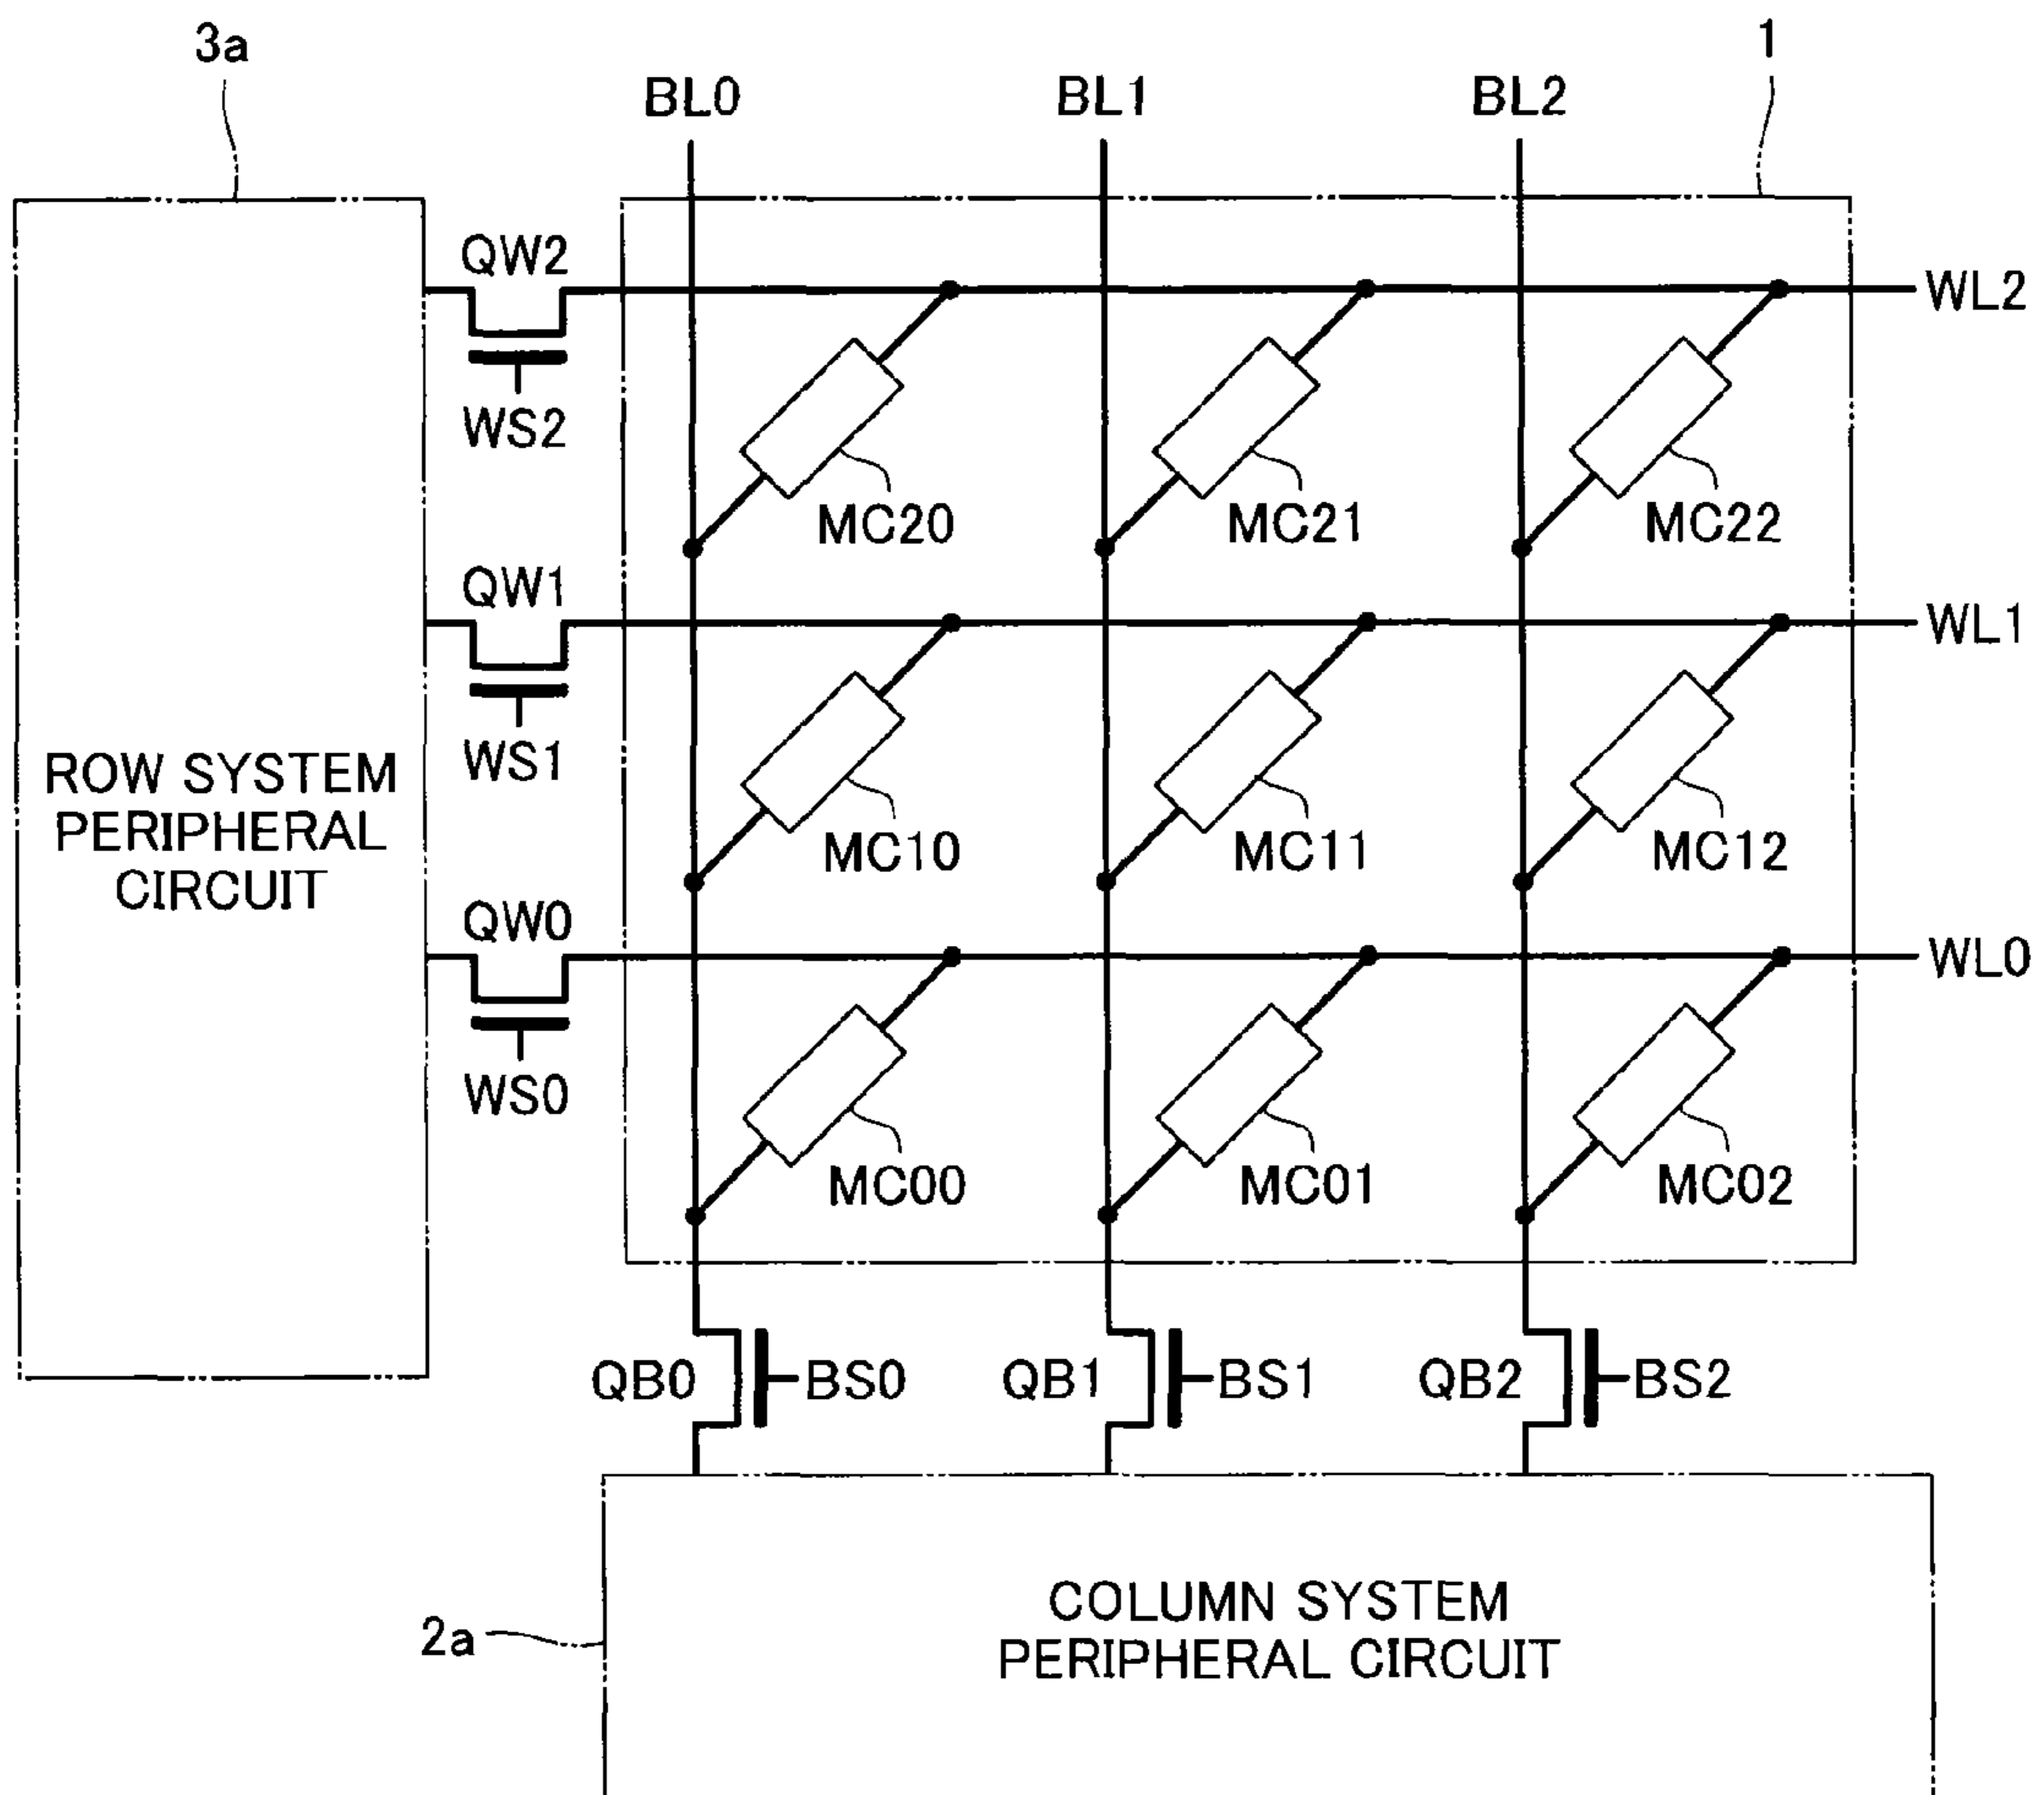 3a
1
BL0 BL1 BL2
QW2
WL2
WS2
MC20 MC21 MC22
QW1
WL1
WS1
ROW SYSTEM
PERIPHERAL
CIRCUIT
MC10 MC11 MC12
QW0
WL0
WS0
MC00 MC01 MC02
QB0 BS0 QB1 BS1 QB2 BS2
2a
COLUMN SYSTEM
PERIPHERAL CIRCUIT